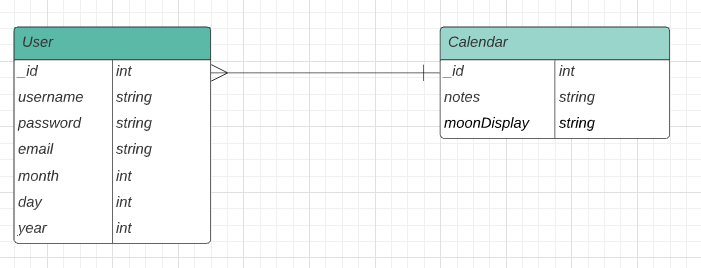 User
_id int
username string
password string
email string
month int
day int
year int
Calendar
_id int
notes string
moonDisplay string